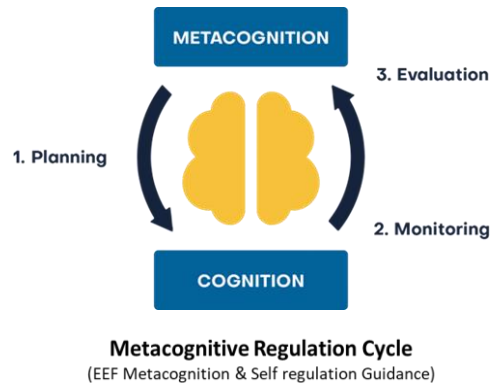 METACOGNITION
3. Evaluation
1. Planning
2. Monitoring
COGNITION
Metacognitive Regulation Cycle
(EEF Metacognition & Self regulation Guidance)